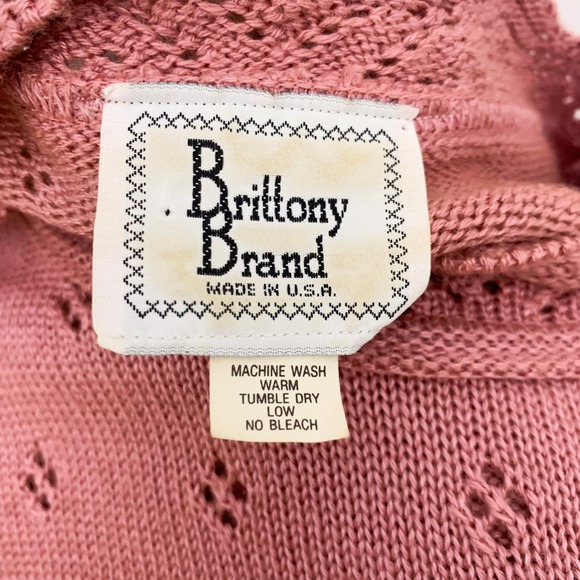 Brittony
Brand
MADE IN U.S.A.
MACHINE WASH
WARM
TUMBLE DRY
LOW
NO BLEACH